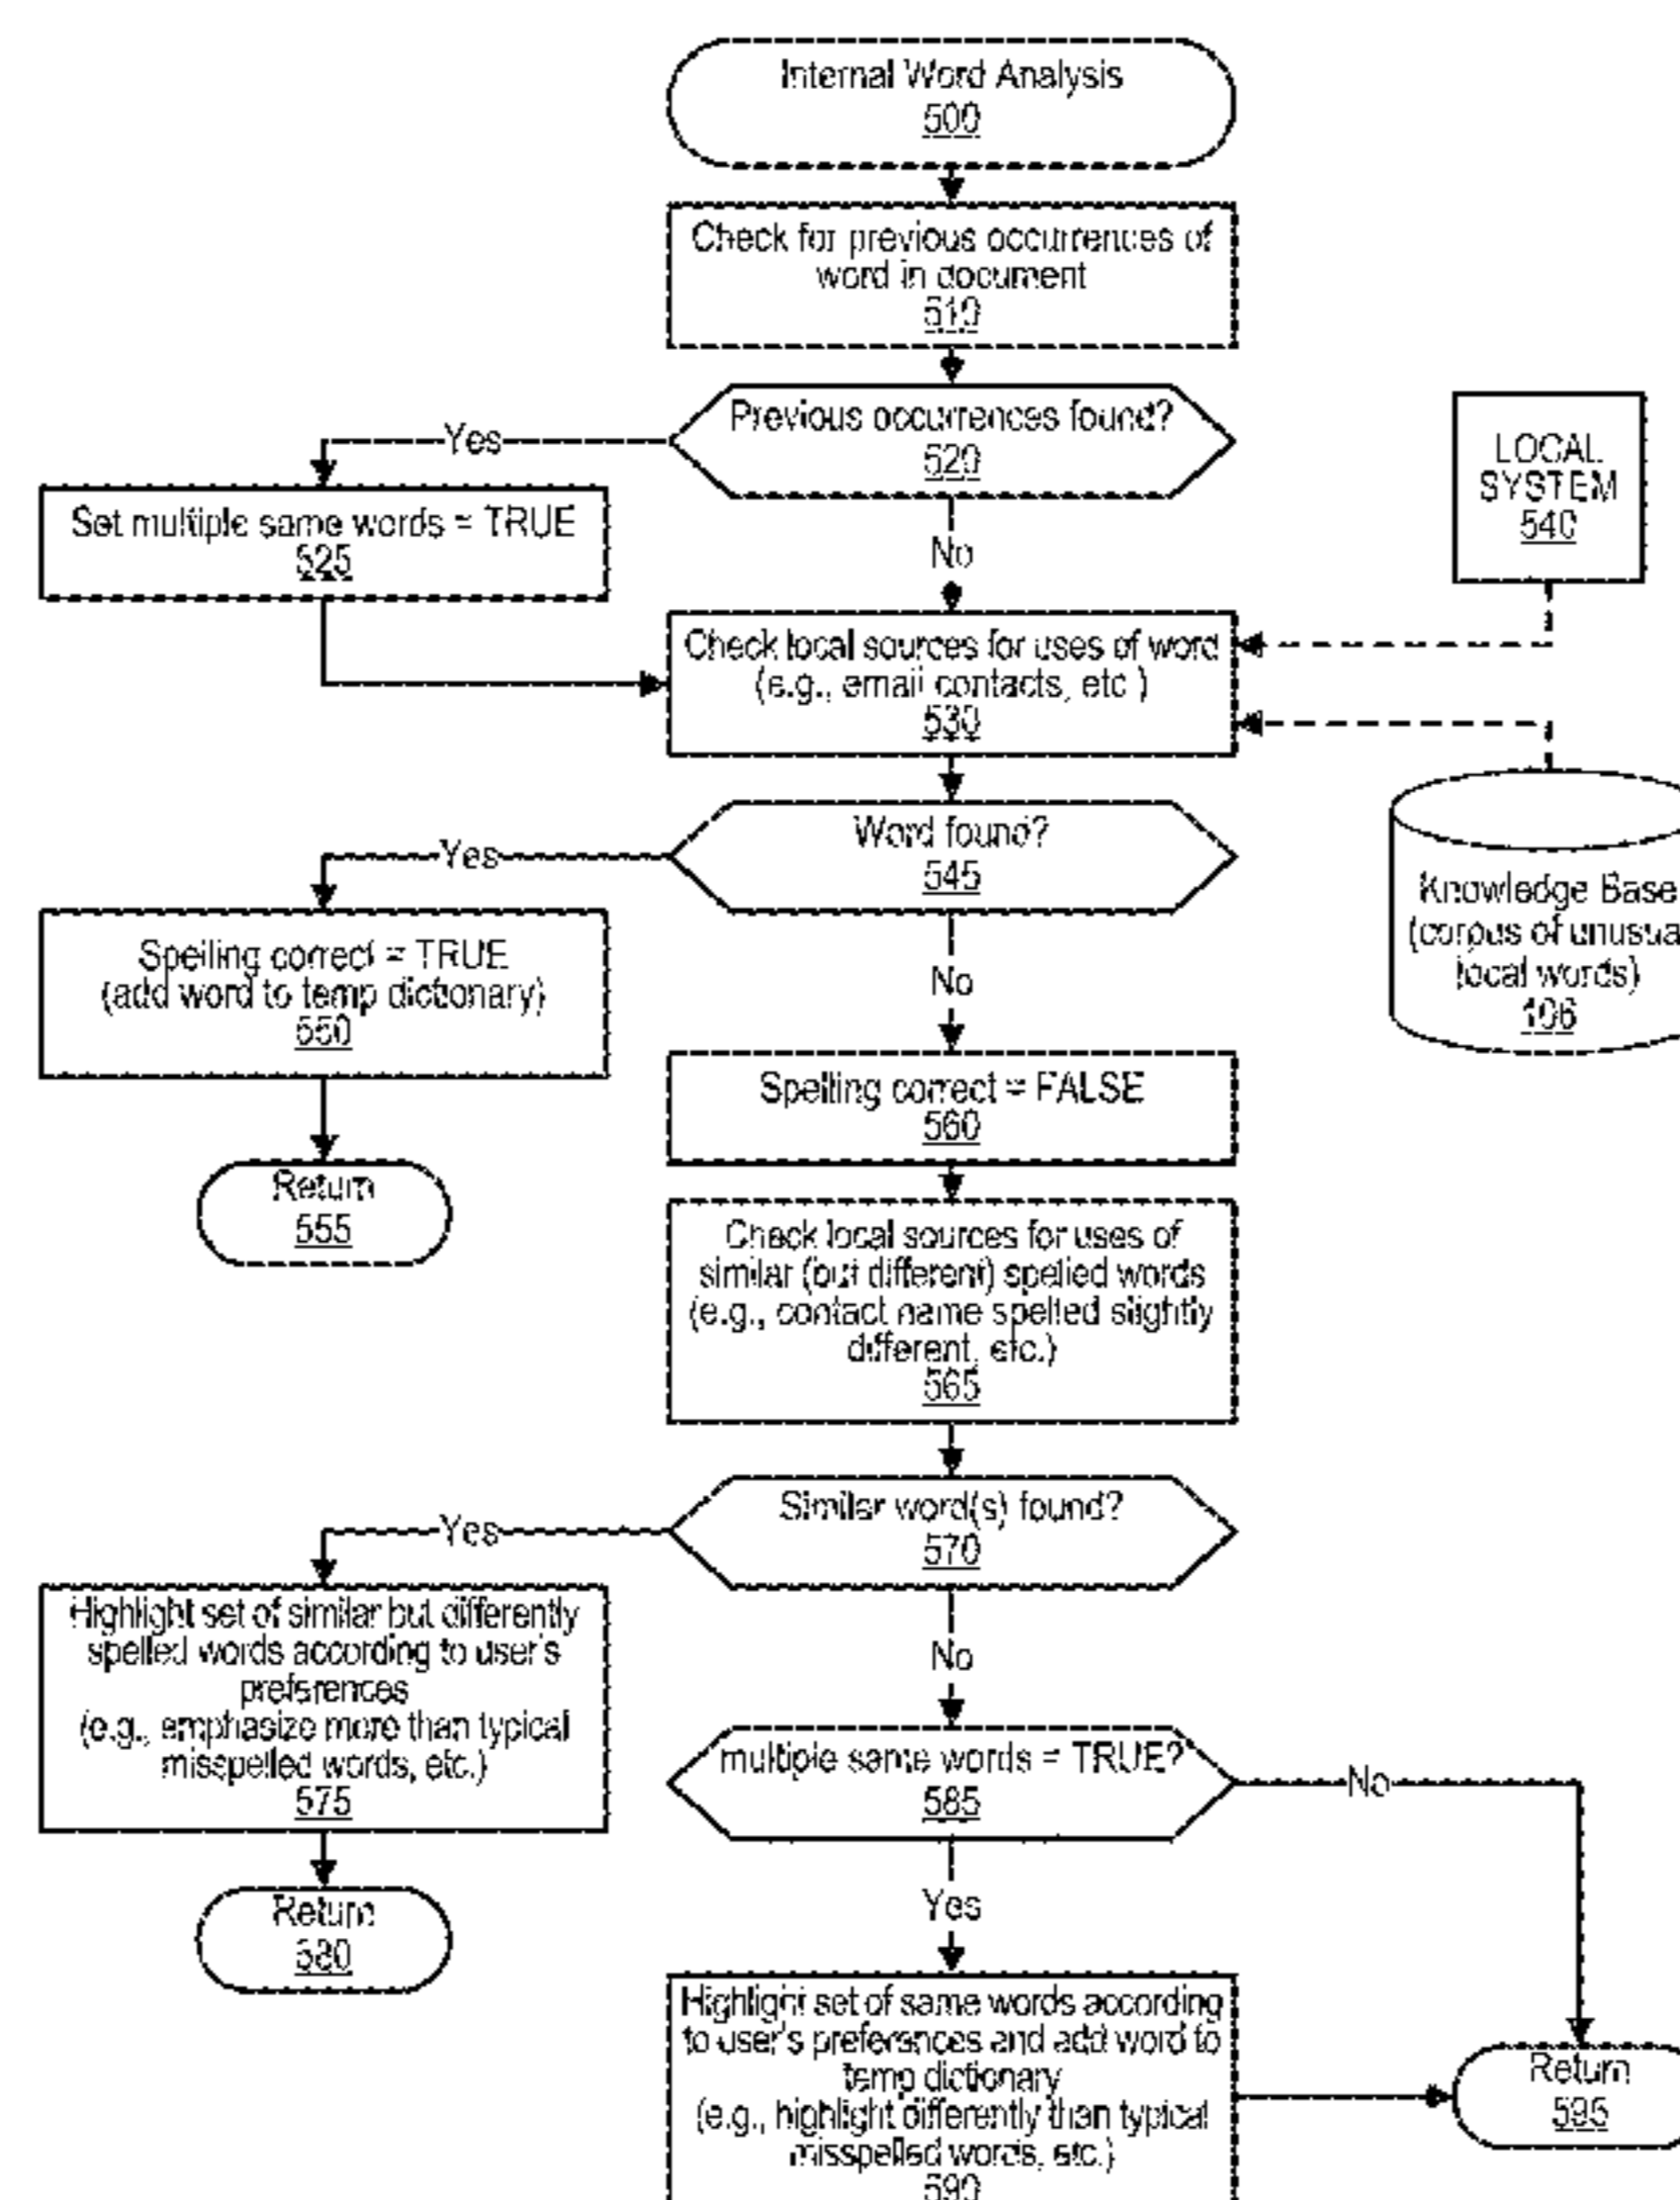 Internal Word Analysis
500
Check for previous occurrences of
word in document
510
Previous occurrences found?
520
Yes
No
Set multiple same words = TRUE
525
LOCAL
SYSTEM
540
Check local sources for uses of word
(e.g., email contacts, etc.)
530
Word found?
545
Yes
No
Knowledge Base
(corpus of unusua
local words)
106
Spelling correct = TRUE
(add word to temp dictionary)
550
Return
555
Spelling correct = FALSE
560
Check local sources for uses of
similar (but different) spelled words
(e.g., contact name spelled slightly
different, etc.)
565
Similar word(s) found?
570
Yes
No
Highlight set of similar but differently
spelled words according to user's
preferences
(e.g., emphasize more than typical
misspelled words, etc.)
575
Return
580
multiple same words = TRUE?
585
No
Yes
Highlight set of same words according
to user's preferences and add word to
temp dictionary
(e.g., highlight differently than typical
misspelled words, etc.)
590
Return
595